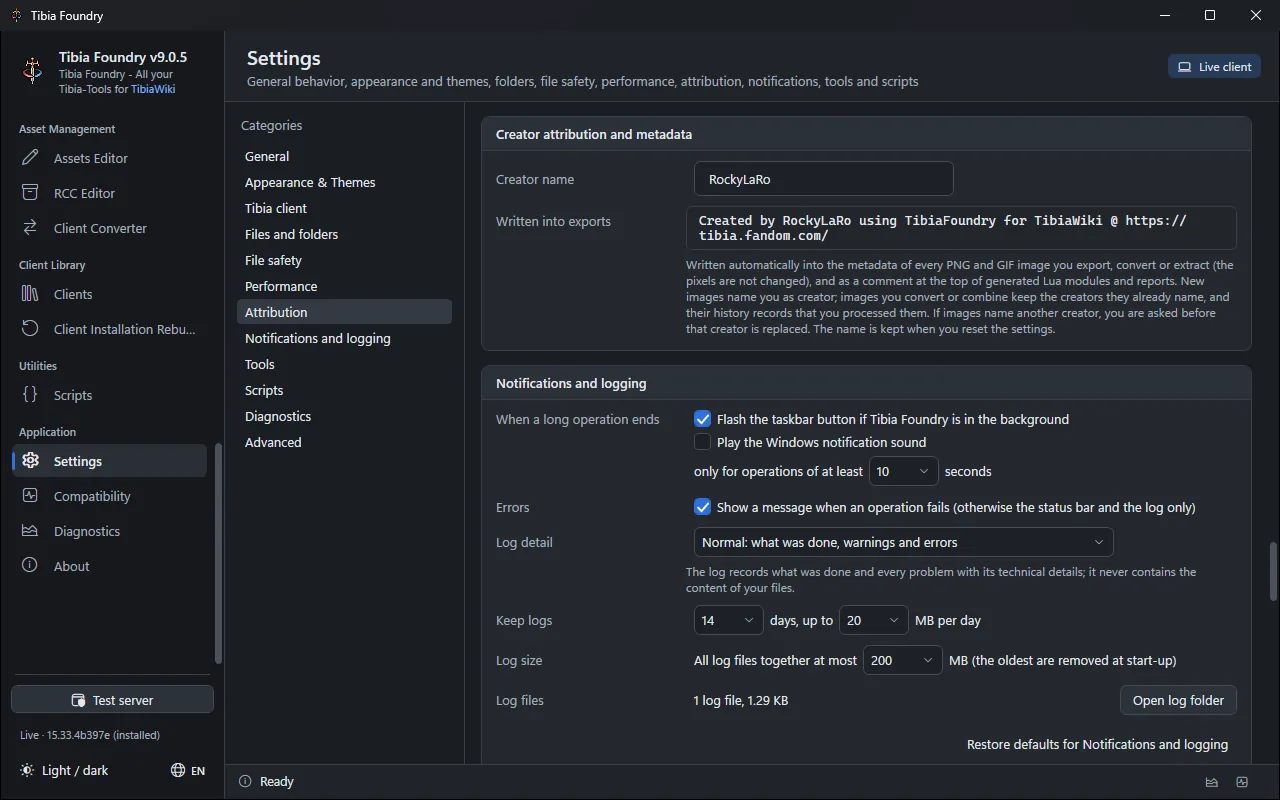 Tibia Foundry
Tibia Foundry v9.0.5
Tibia Foundry - All your
Tibia-Tools for TibiaWiki
Asset Management
Assets Editor
RCC Editor
Client Converter
Client Library
Clients
Client Installation Rebu...
Utilities
Scripts
Application
Settings
Compatibility
Diagnostics
About
Test server
Live · 15.33.4b397e (installed)
Light / dark
EN
Settings
General behavior, appearance and themes, folders, file safety, performance, attribution, notifications, tools and scripts
Live client
Categories
General
Appearance & Themes
Tibia client
Files and folders
File safety
Performance
Attribution
Notifications and logging
Tools
Scripts
Diagnostics
Advanced
Creator attribution and metadata
Creator name
RockyLaRo
Written into exports
Created by RockyLaRo using TibiaFoundry for TibiaWiki @ https://
tibia.fandom.com/
Written automatically into the metadata of every PNG and GIF image you export, convert or extract (the
pixels are not changed), and as a comment at the top of generated Lua modules and reports. New
images name you as creator; images you convert or combine keep the creators they already name, and
their history records that you processed them. If images name another creator, you are asked before
that creator is replaced. The name is kept when you reset the settings.
Notifications and logging
When a long operation ends
Flash the taskbar button if Tibia Foundry is in the background
Play the Windows notification sound
only for operations of at least 10 seconds
Errors
Show a message when an operation fails (otherwise the status bar and the log only)
Log detail
Normal: what was done, warnings and errors
The log records what was done and every problem with its technical details; it never contains the
content of your files.
Keep logs
14 days, up to 20 MB per day
Log size
All log files together at most 200 MB (the oldest are removed at start-up)
Log files
1 log file, 1.29 KB
Open log folder
Restore defaults for Notifications and logging
Ready